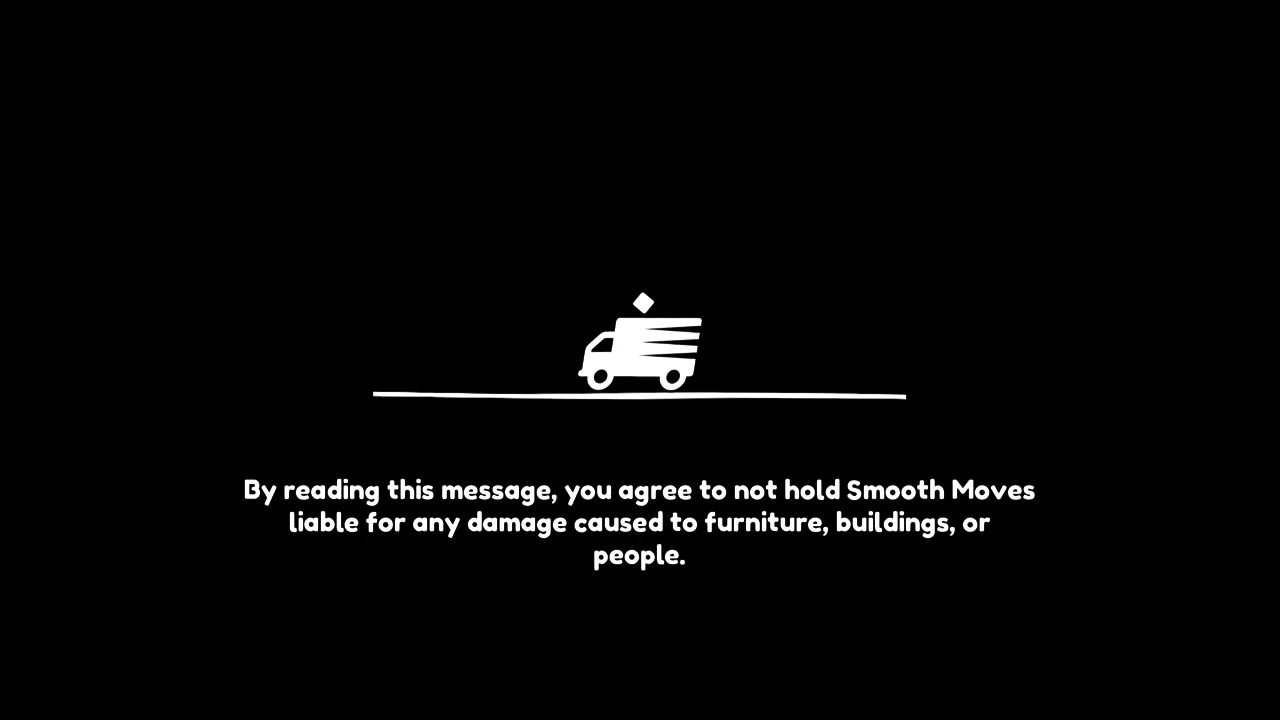 By reading this message, you agree to not hold Smooth Moves
liable for any damage caused to furniture, buildings, or
people.